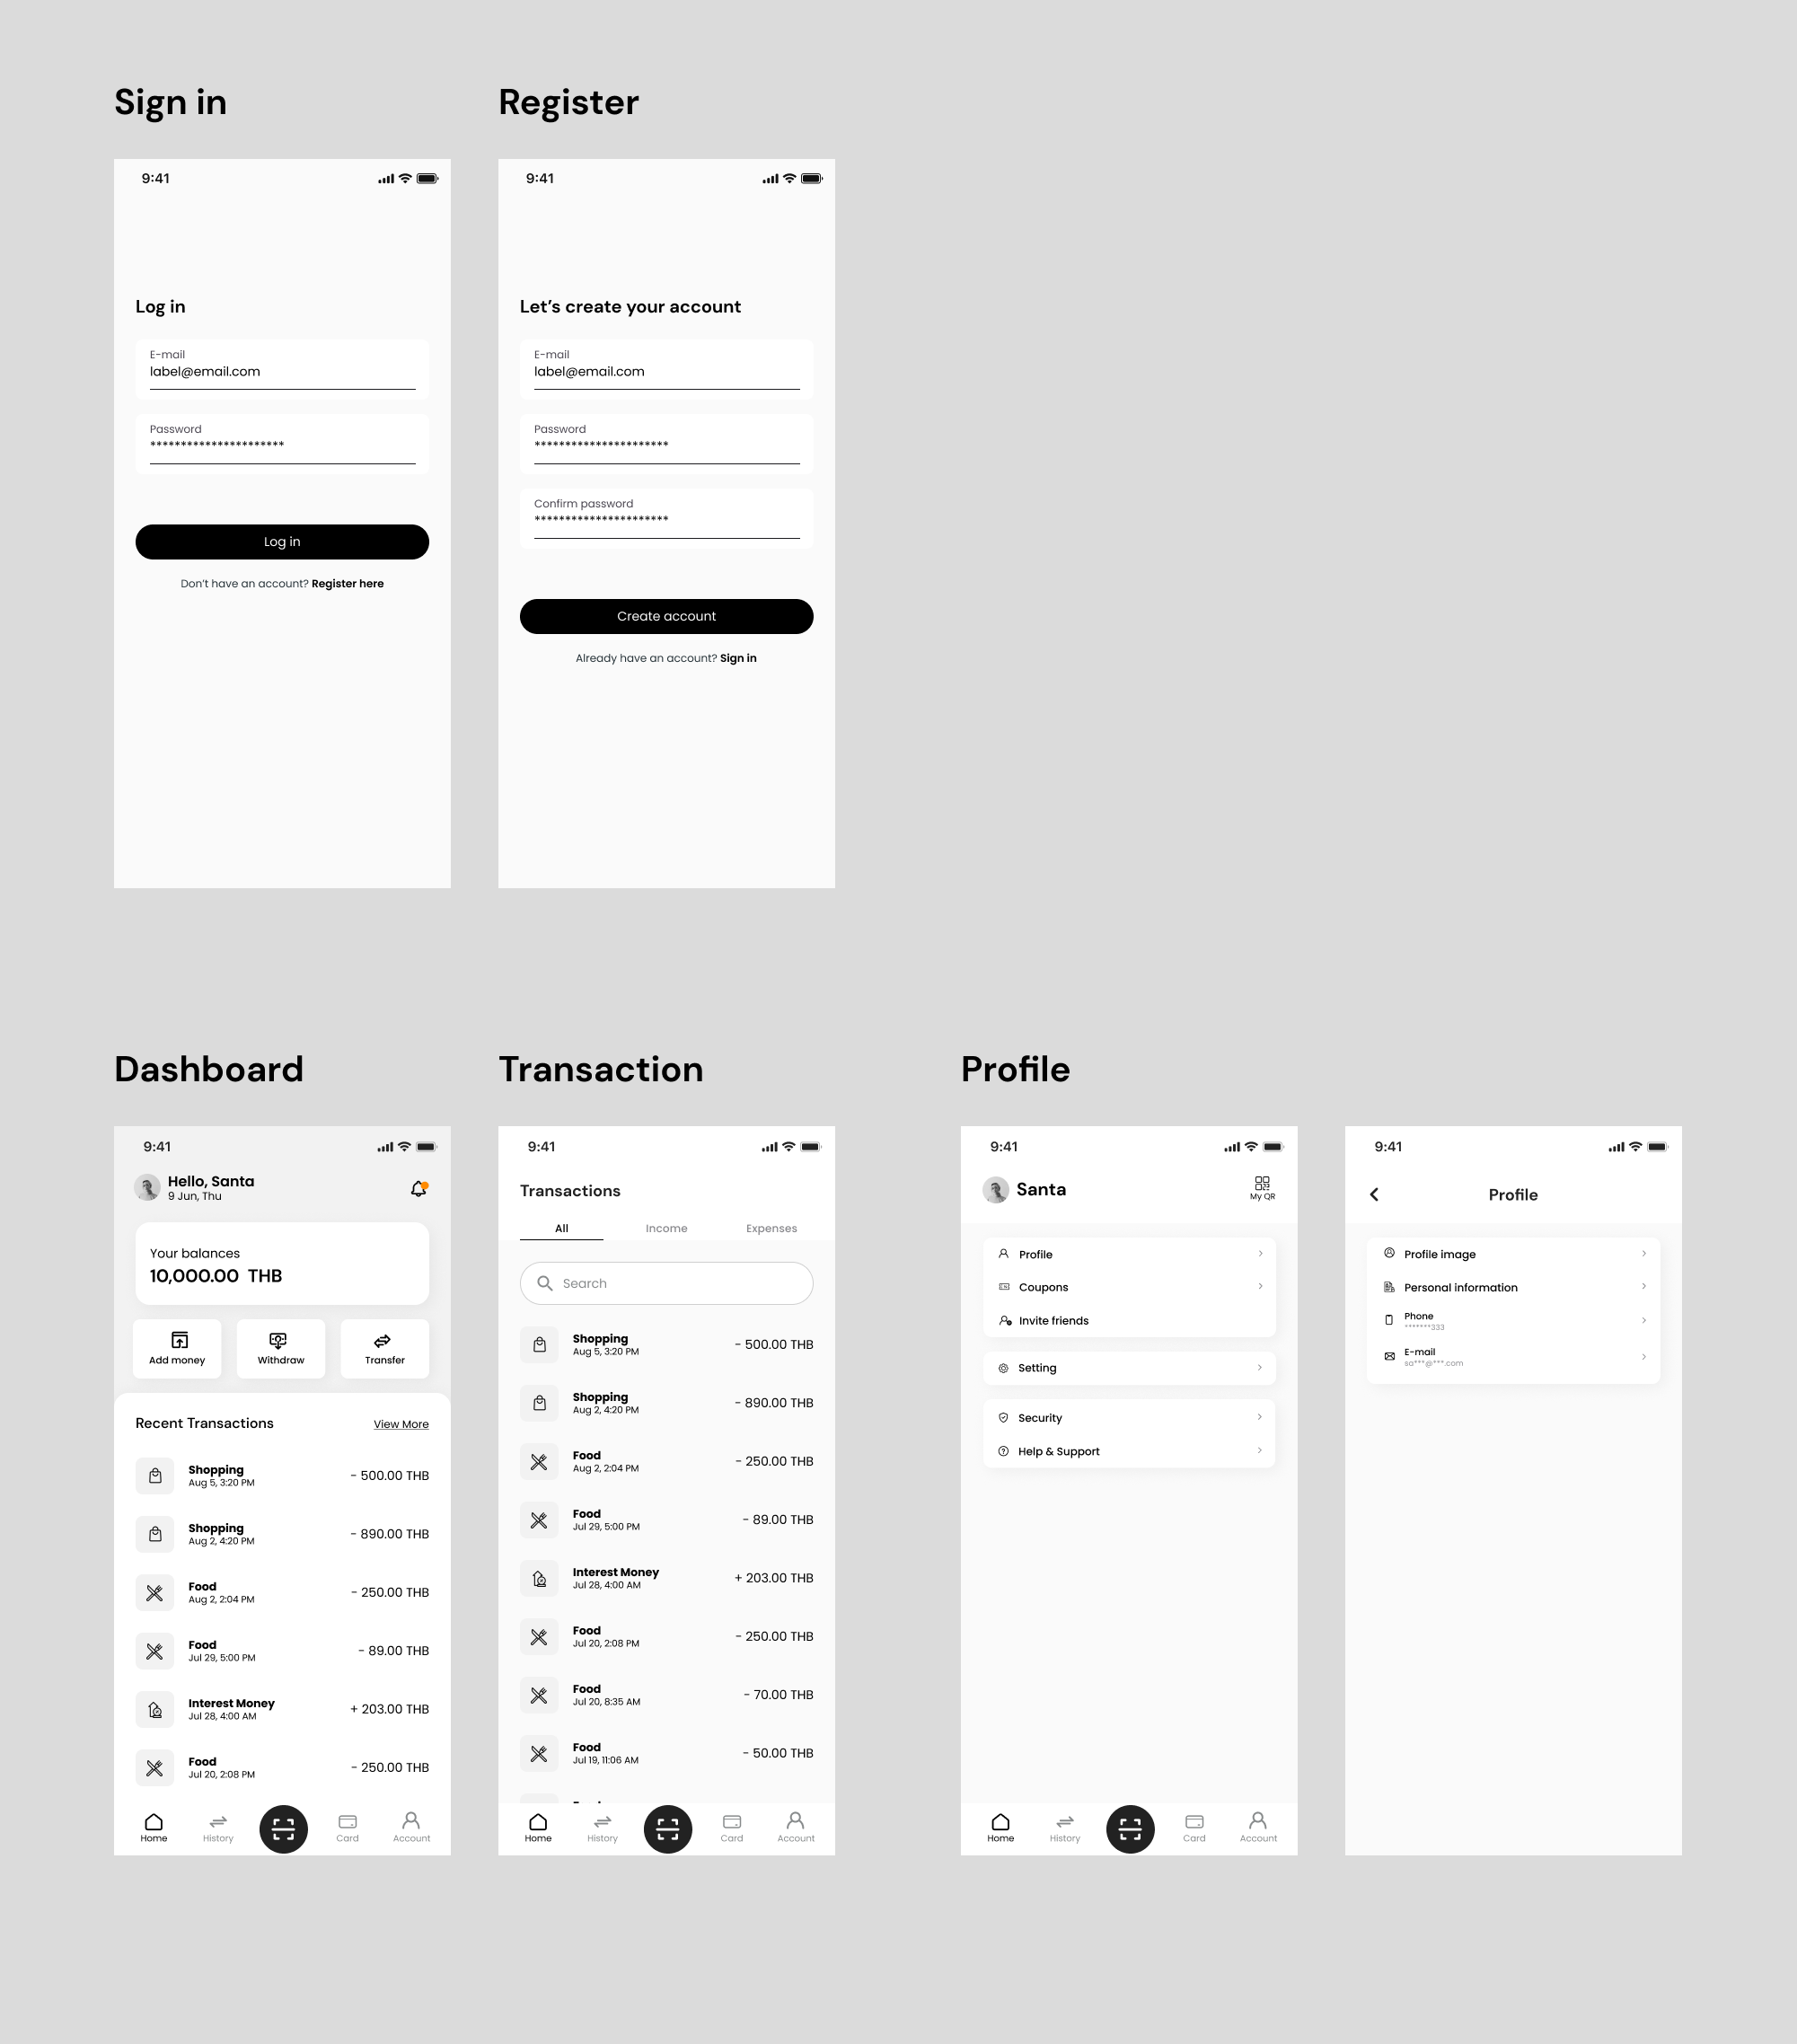 Sign in
Register
9:41
Log in
E-mail
label@email.com
Password
**********************
Log in
Don't have an account? Register here
9:41
Let's create your account
E-mail
label@email.com
Password
**********************
Confirm password
**********************
Create account
Already have an account? Sign in
Dashboard
Transaction
Profile
9:41
Hello, Santa
9 Jun, Thu
Your balances
10,000.00 THB
Add money
Withdraw
Transfer
Recent Transactions
View More
Shopping
Aug 5, 3:20 PM
- 500.00 THB
Shopping
Aug 2, 4:20 PM
- 890.00 THB
Food
Aug 2, 2:04 PM
- 250.00 THB
Food
Jul 29, 5:00 PM
- 89.00 THB
Interest Money
Jul 28, 4:00 AM
+ 203.00 THB
Food
Jul 20, 2:08 PM
- 250.00 THB
Home
History
Card
Account
9:41
Transactions
All
Income
Expenses
Search
Shopping
Aug 5, 3:20 PM
- 500.00 THB
Shopping
Aug 2, 4:20 PM
- 890.00 THB
Food
Aug 2, 2:04 PM
- 250.00 THB
Food
Jul 29, 5:00 PM
- 89.00 THB
Interest Money
Jul 28, 4:00 AM
+ 203.00 THB
Food
Jul 20, 2:08 PM
- 250.00 THB
Food
Jul 20, 8:35 AM
- 70.00 THB
Food
Jul 19, 11:06 AM
- 50.00 THB
Home
History
Card
Account
9:41
Santa
My QR
Profile
Coupons
Invite friends
Setting
Security
Help & Support
Home
History
Card
Account
9:41
Profile
Profile image
Personal information
Phone
*******333
E-mail
sa***@***.com